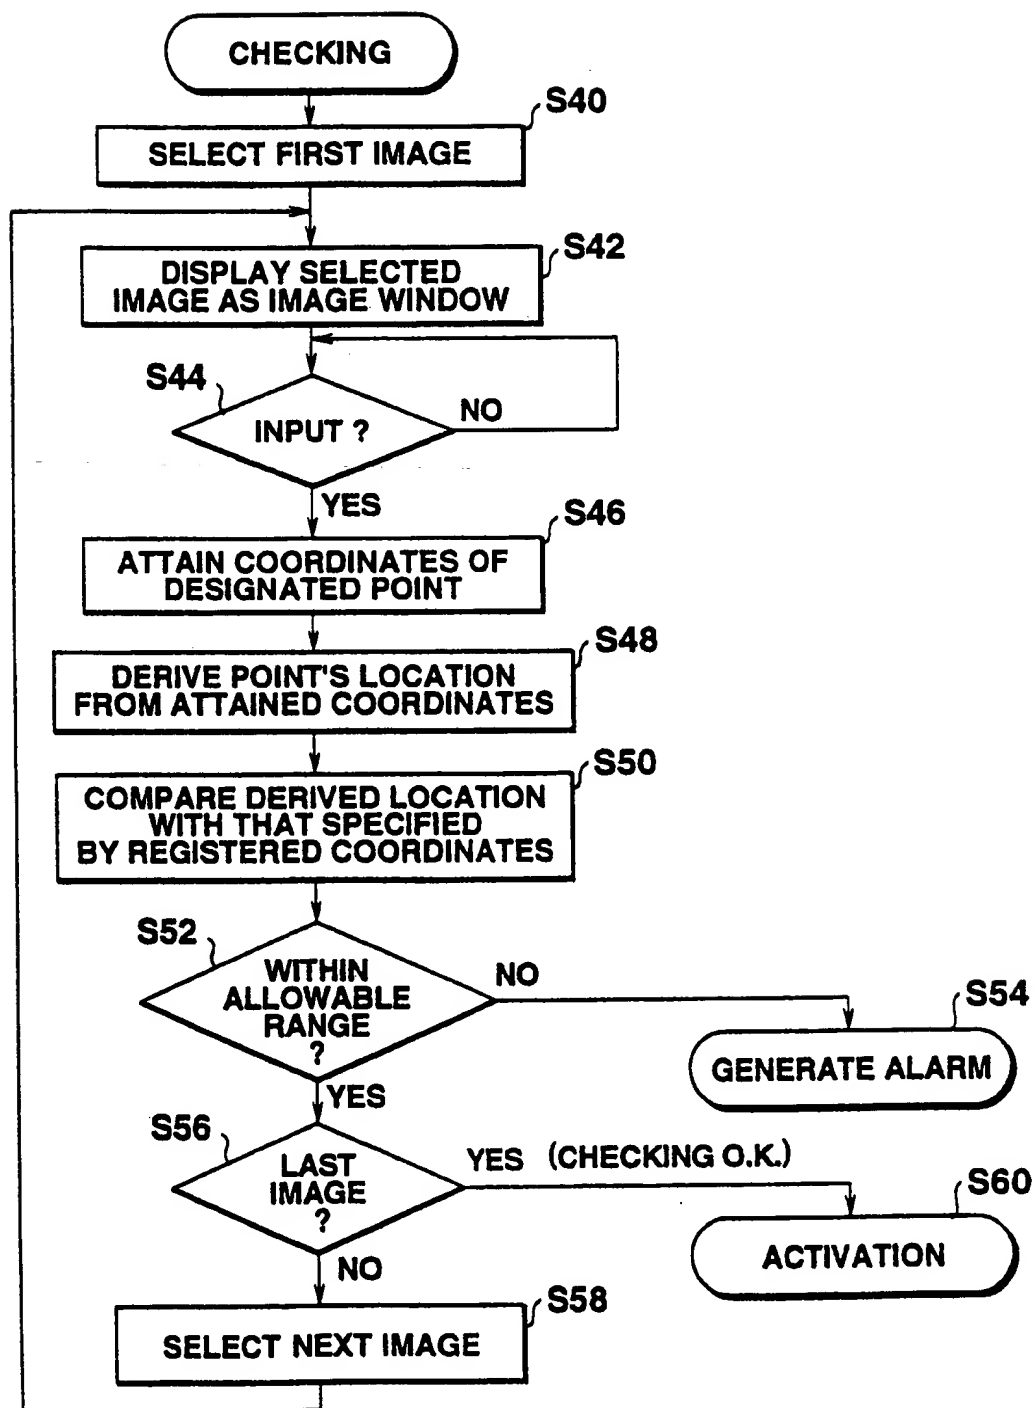 CHECKING
S40
SELECT FIRST IMAGE
S42
DISPLAY SELECTED
IMAGE AS IMAGE WINDOW
S44
INPUT ?
NO
YES
S46
ATTAIN COORDINATES OF
DESIGNATED POINT
S48
DERIVE POINT'S LOCATION
FROM ATTAINED COORDINATES
S50
COMPARE DERIVED LOCATION
WITH THAT SPECIFIED
BY REGISTERED COORDINATES
S52
WITHIN
ALLOWABLE
RANGE
?
NO
S54
GENERATE ALARM
YES
S56
LAST
IMAGE
?
YES (CHECKING O.K.)
S60
ACTIVATION
NO
S58
SELECT NEXT IMAGE